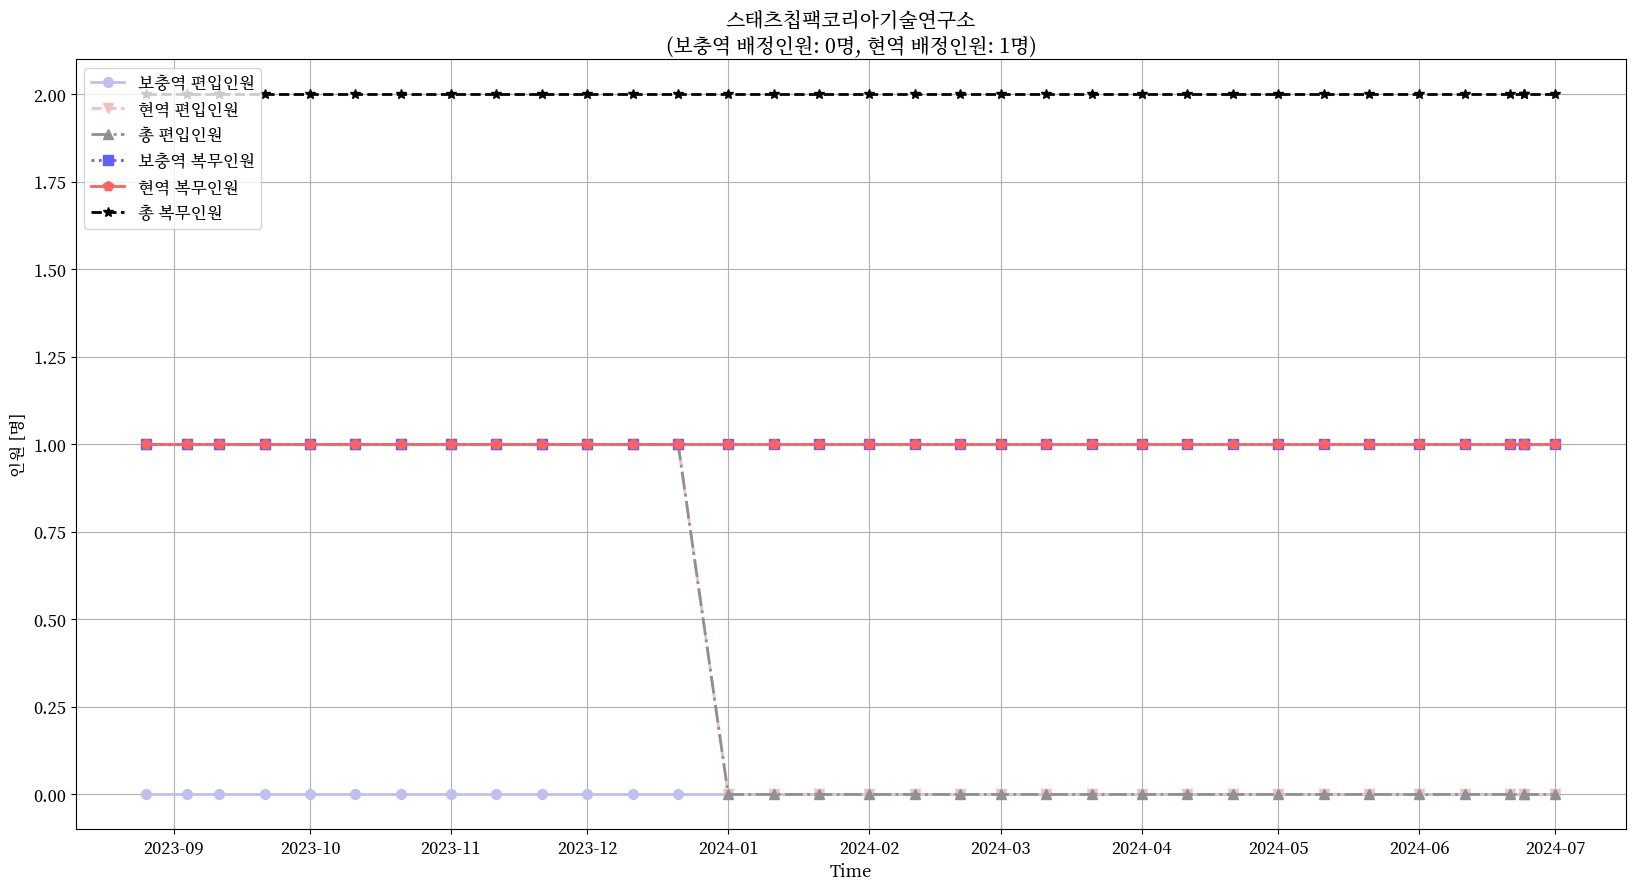 스태츠칩팩코리아기술연구소
(보충역 배정인원: 0명, 현역 배정인원: 1명)
보충역 편입인원
현역 편입인원
총 편입인원
보충역 복무인원
현역 복무인원
총 복무인원
2.00
1.75
1.50
1.25
1.00
0.75
0.50
0.25
0.00
인원 [명]
2023-09
2023-10
2023-11
2023-12
2024-01
2024-02
2024-03
2024-04
2024-05
2024-06
2024-07
Time